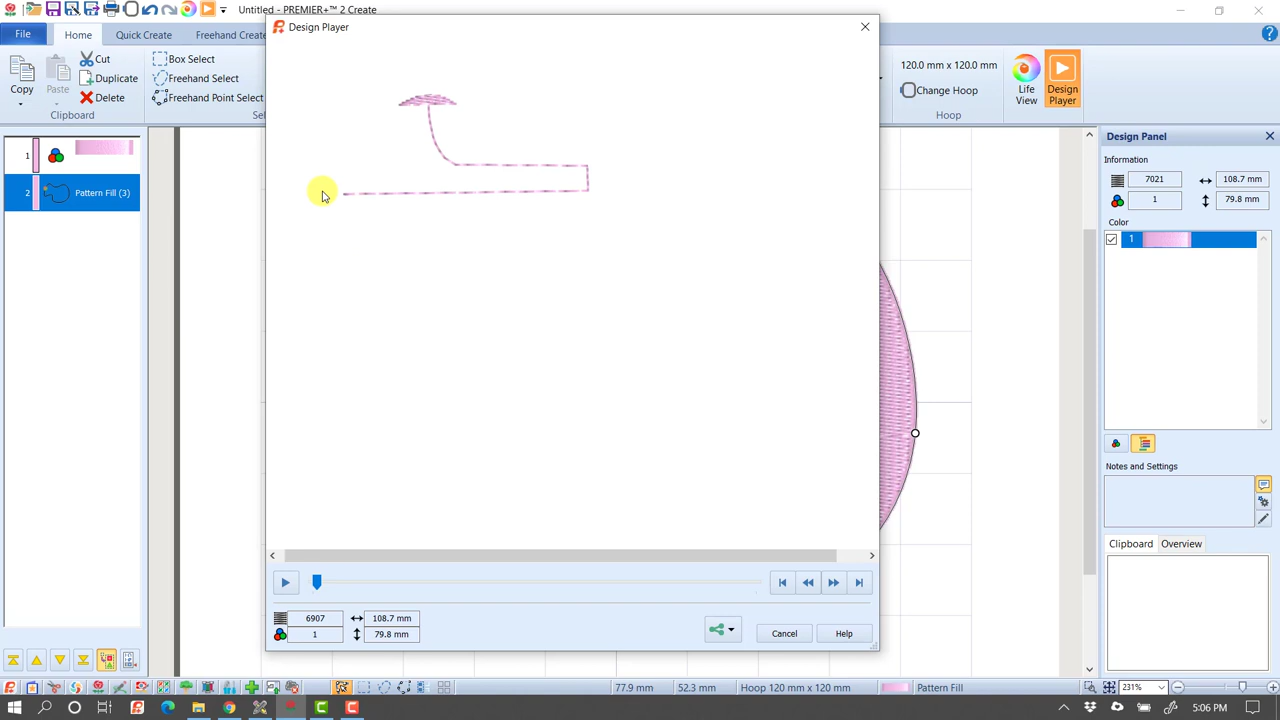 Untitled - PREMIER+™ 2 Create
File
Home
Quick Create
Freehand Create
Copy
Paste
Cut
Duplicate
Delete
Clipboard
Box Select
Freehand Select
Freehand Point Select
Design Player
120.0 mm x 120.0 mm
Change Hoop
Hoop
Life View
Design Player
1
2
Pattern Fill (3)
6907
108.7 mm
1
79.8 mm
Cancel
Help
Design Panel
Information
7021
108.7 mm
1
79.8 mm
Color
1
Notes and Settings
Clipboard
Overview
77.9 mm
52.3 mm
Hoop 120 mm x 120 mm
Pattern Fill
231%
5:06 PM